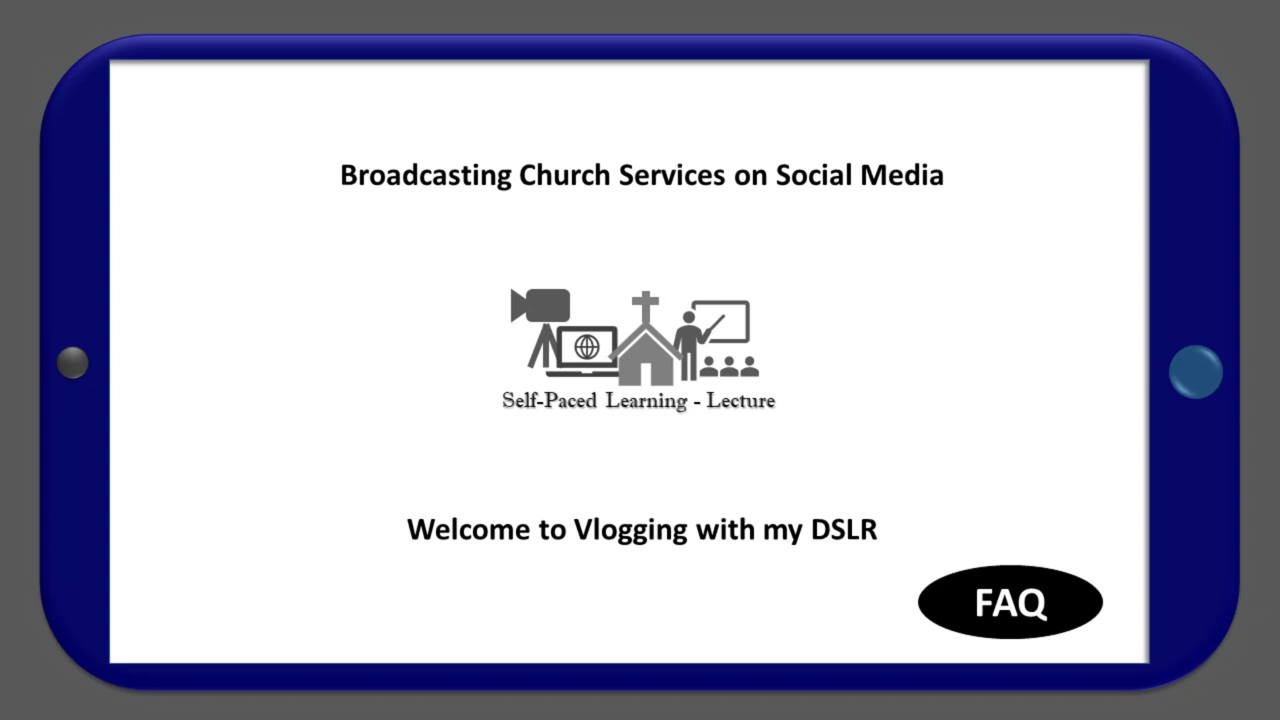 Broadcasting Church Services on Social Media
Self-Paced Learning - Lecture
Welcome to Vlogging with my DSLR
FAQ